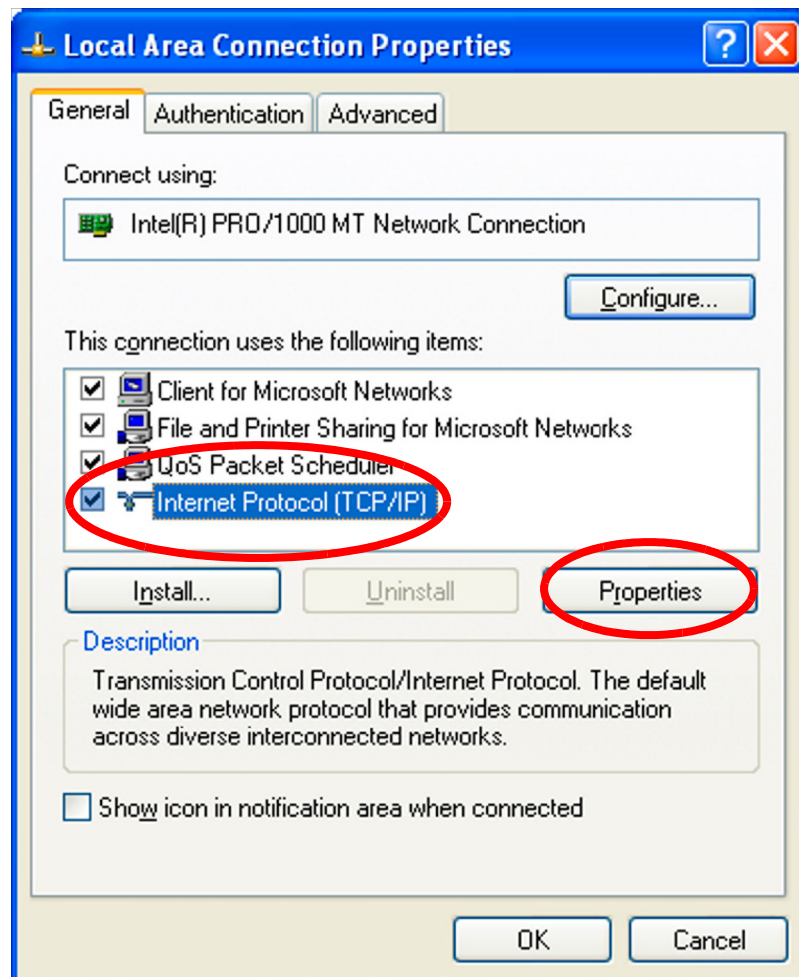 Local Area Connection Properties
General Authentication Advanced
Connect using:
Intel(R) PRO/1000 MT Network Connection
Configure...
This connection uses the following items:
Client for Microsoft Networks
File and Printer Sharing for Microsoft Networks
QoS Packet Scheduler
Internet Protocol (TCP/IP)
Install... Uninstall Properties
Description
Transmission Control Protocol/Internet Protocol. The default
wide area network protocol that provides communication
across diverse interconnected networks.
Show icon in notification area when connected
OK Cancel